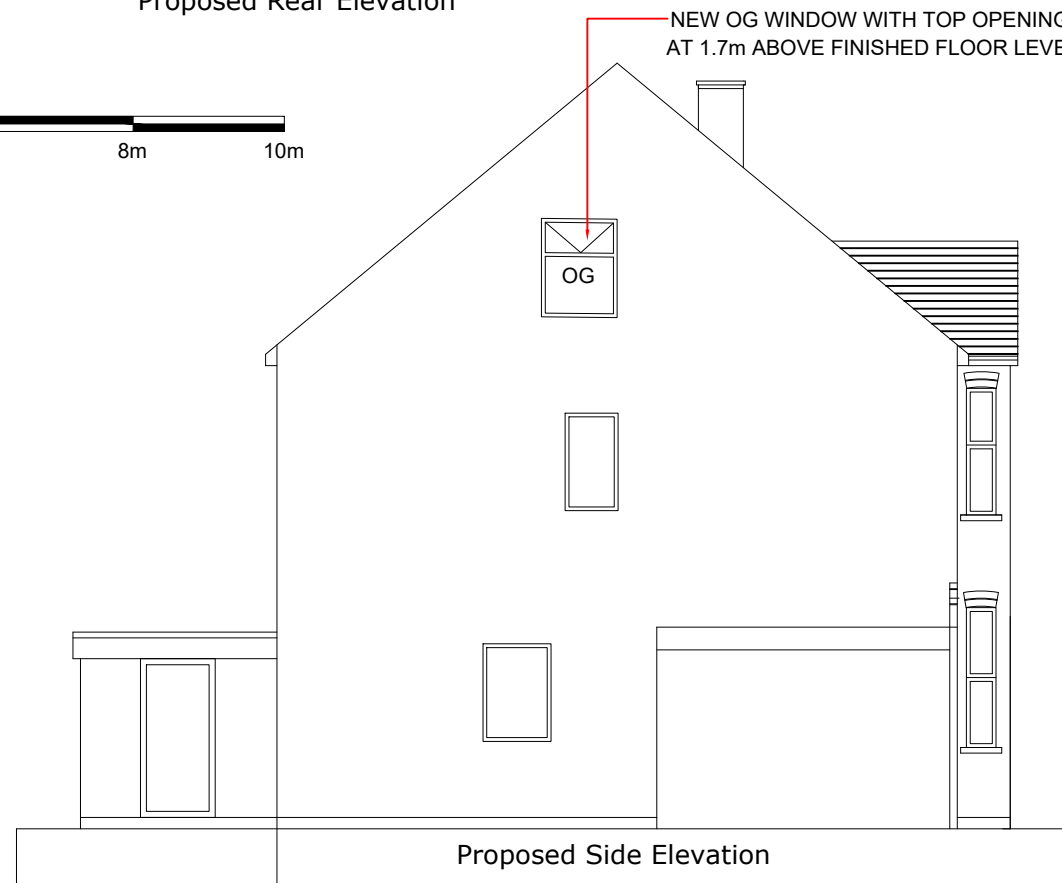 Proposed Rear Elevation
NEW OG WINDOW WITH TOP OPENING
AT 1.7m ABOVE FINISHED FLOOR LEVE
8m 10m
OG
Proposed Side Elevation